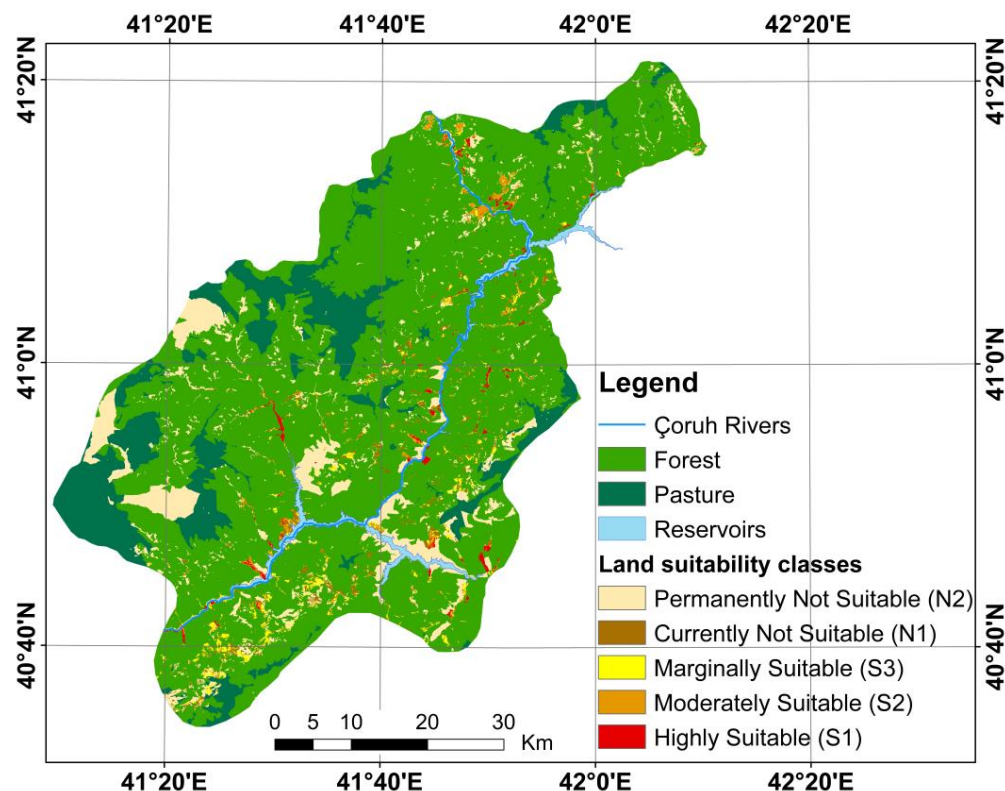 41°20'E 41°40'E 42°0'E 42°20'E
41°20'N 41°20'N
41°0'N 41°0'N
40°40'N 40°40'N
Legend
Çoruh Rivers
Forest
Pasture
Reservoirs
Land suitability classes
Permanently Not Suitable (N2)
Currently Not Suitable (N1)
Marginally Suitable (S3)
Moderately Suitable (S2)
Highly Suitable (S1)
0 5 10 20 30
Km
41°20'E 41°40'E 42°0'E 42°20'E